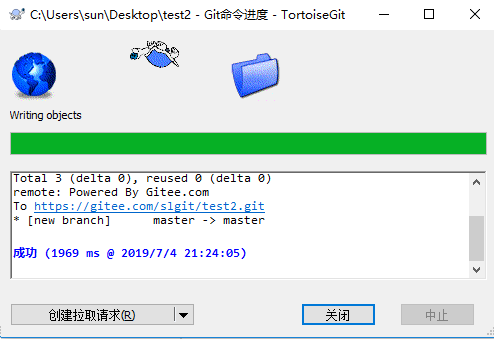 C:\Users\sun\Desktop\test2 - Git命令进度 - TortoiseGit
Writing objects
Total 3 (delta 0), reused 0 (delta 0)
remote: Powered By Gitee.com
To https://gitee.com/slgit/test2.git
* [new branch]      master -> master
成功 (1969 ms @ 2019/7/4 21:24:05)
创建拉取请求(R)
关闭
中止